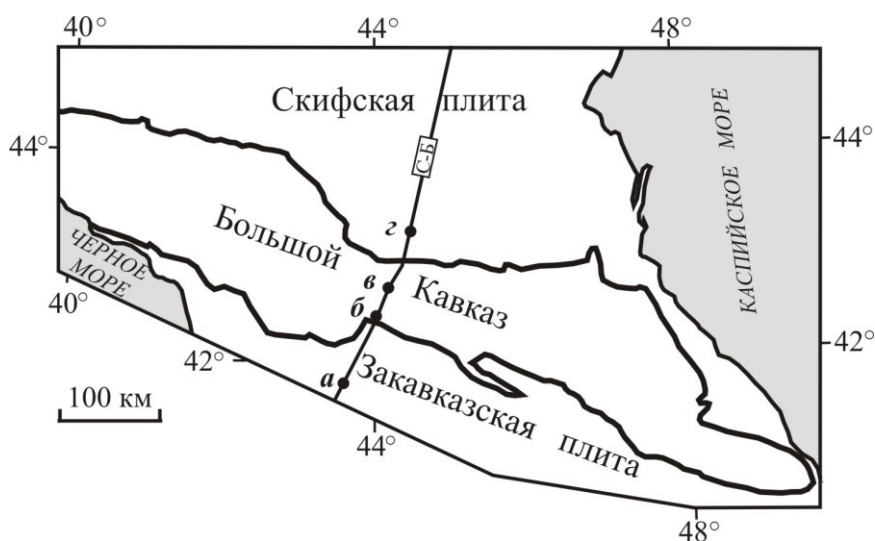 40° 44° 48°
Скифская плита
44° 44°
С-Б
КАСПИЙСКОЕ МОРЕ
г
Большой
ЧЕРНОЕ
МОРЕ
в
Кавказ
40°
б
42°
42°
а
Закавказская плита
100 км
44°
48°